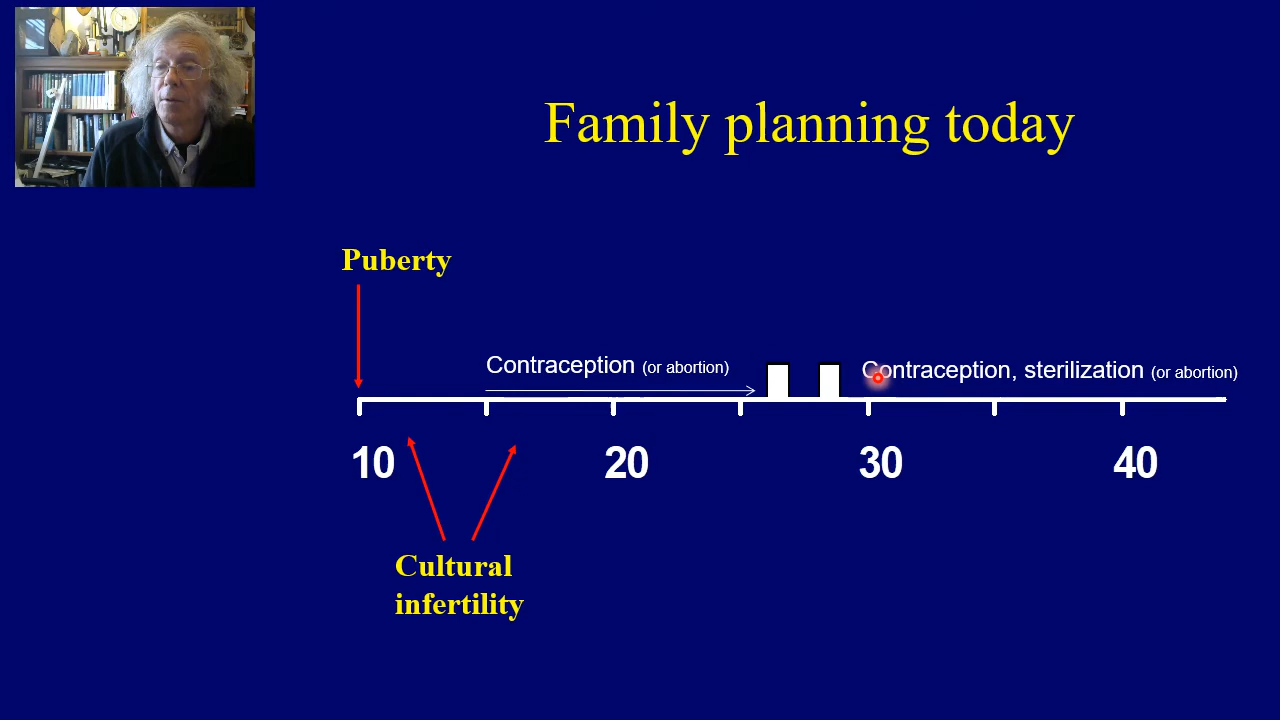 Family planning today
Puberty
Contraception (or abortion)
Contraception, sterilization (or abortion)
10 20 30 40
Cultural
infertility